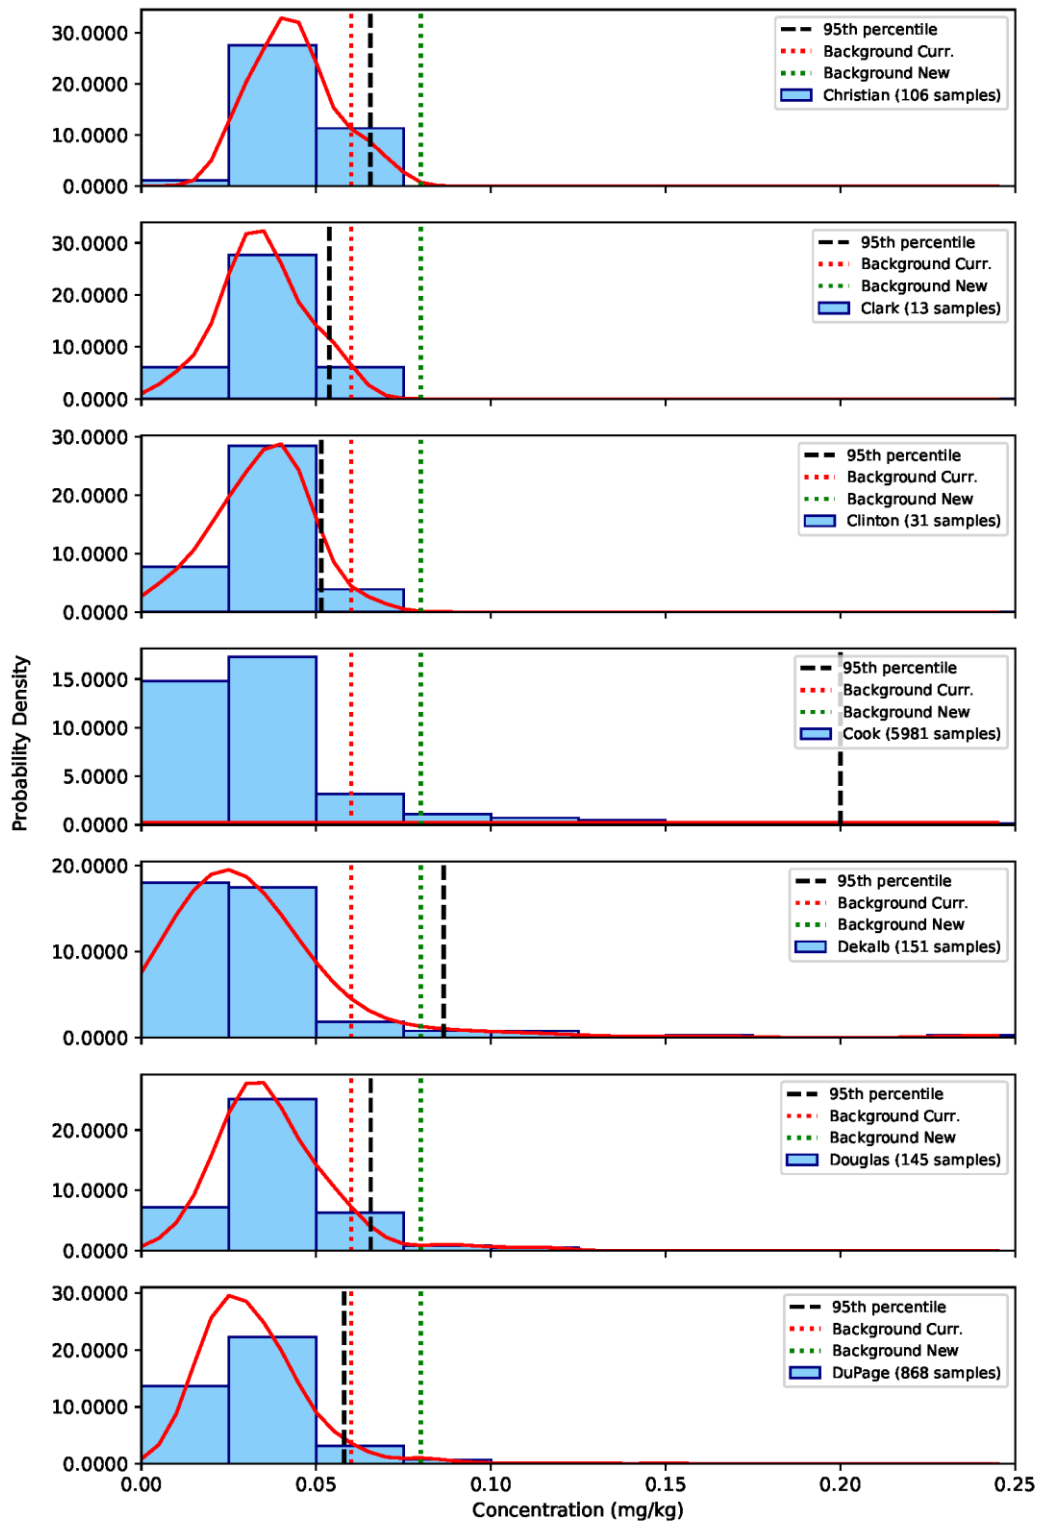 30.0000
20.0000
10.0000
0.0000
95th percentile
Background Curr.
Background New
Christian (106 samples)
30.0000
20.0000
10.0000
0.0000
95th percentile
Background Curr.
Background New
Clark (13 samples)
30.0000
20.0000
10.0000
0.0000
95th percentile
Background Curr.
Background New
Clinton (31 samples)
Probability Density
15.0000
10.0000
5.0000
0.0000
95th percentile
Background Curr.
Background New
Cook (5981 samples)
20.0000
10.0000
0.0000
95th percentile
Background Curr.
Background New
Dekalb (151 samples)
20.0000
10.0000
0.0000
95th percentile
Background Curr.
Background New
Douglas (145 samples)
30.0000
20.0000
10.0000
0.0000
95th percentile
Background Curr.
Background New
DuPage (868 samples)
0.00 0.05 0.10 0.15 0.20 0.25
Concentration (mg/kg)